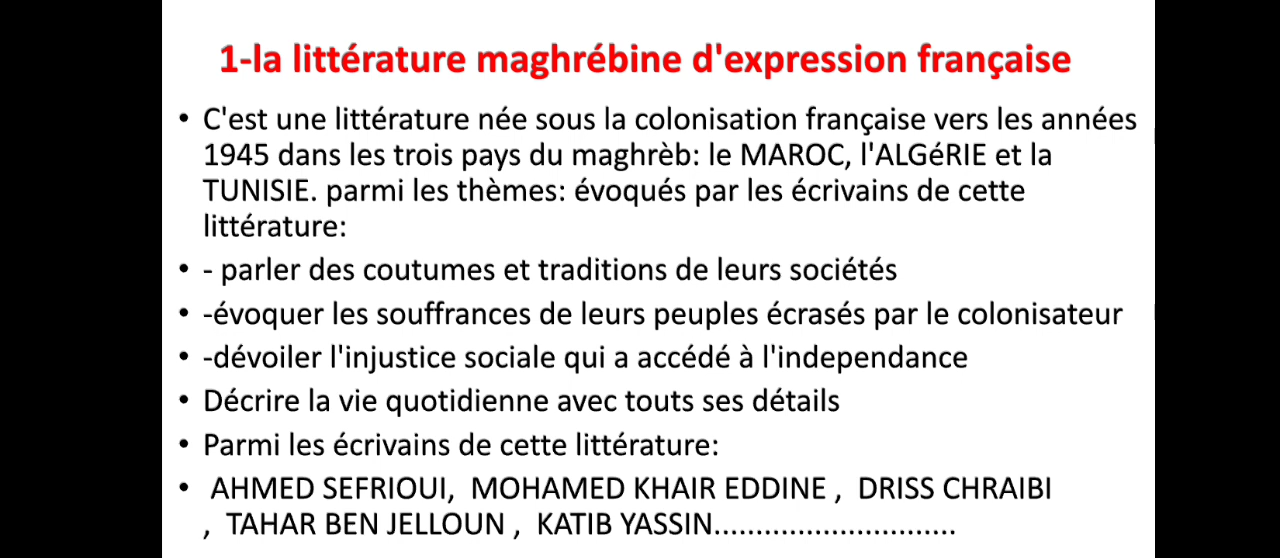 1-la littérature maghrébine d'expression française
• C'est une littérature née sous la colonisation française vers les années
1945 dans les trois pays du maghrèb: le MAROC, l'ALGéRIE et la
TUNISIE. parmi les thèmes: évoqués par les écrivains de cette
littérature:
• - parler des coutumes et traditions de leurs sociétés
• -évoquer les souffrances de leurs peuples écrasés par le colonisateur
• -dévoiler l'injustice sociale qui a accédé à l'independance
• Décrire la vie quotidienne avec touts ses détails
• Parmi les écrivains de cette littérature:
• AHMED SEFRIOUI, MOHAMED KHAIR EDDINE , DRISS CHRAIBI
, TAHAR BEN JELLOUN , KATIB YASSIN.............................